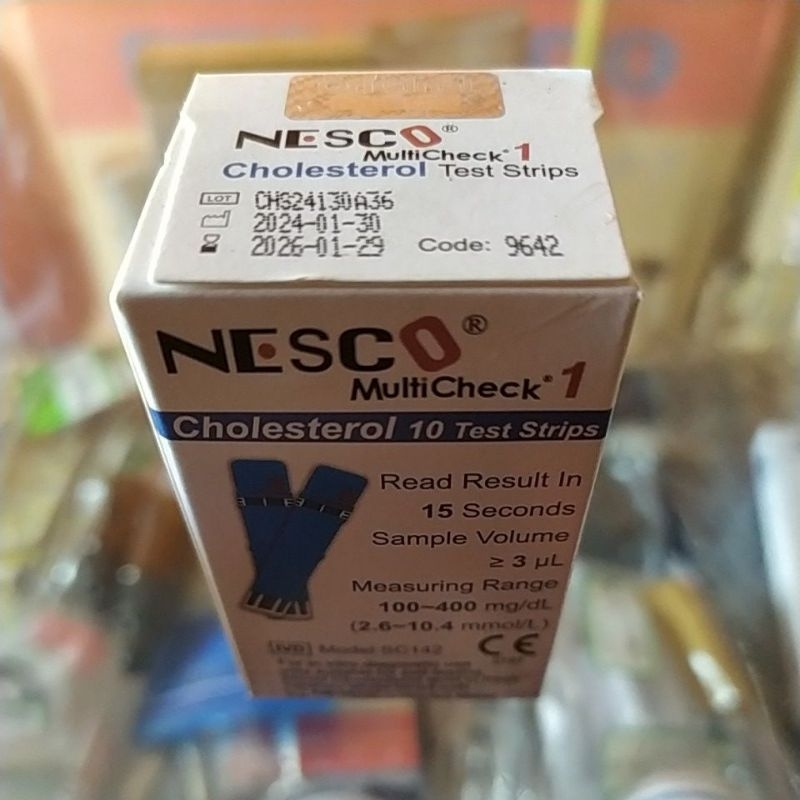 NESCO®
MultiCheck® 1
Cholesterol Test Strips
LOT CHS24130A36
2024-01-30
2026-01-29 Code: 9642
NESCO®
MultiCheck® 1
Cholesterol 10 Test Strips
Read Result In
15 Seconds
Sample Volume
≥ 3 µL
Measuring Range
100~400 mg/dL
(2.6~10.4 mmol/L)
IVD Model SC142 CE